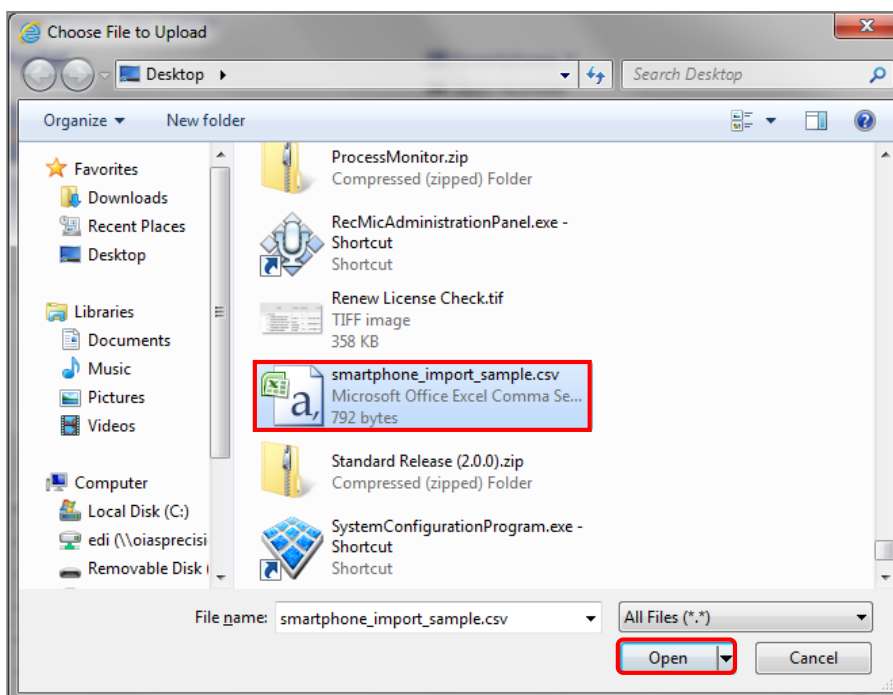 Choose File to Upload
Desktop
Search Desktop
Organize
New folder
Favorites
Downloads
Recent Places
Desktop
Libraries
Documents
Music
Pictures
Videos
Computer
Local Disk (C:)
edi (\\oiasprecisi
Removable Disk
ProcessMonitor.zip
Compressed (zipped) Folder
RecMicAdministrationPanel.exe -
Shortcut
Shortcut
Renew License Check.tif
TIFF image
358 KB
smartphone_import_sample.csv
Microsoft Office Excel Comma Se...
792 bytes
a,
Standard Release (2.0.0).zip
Compressed (zipped) Folder
SystemConfigurationProgram.exe -
Shortcut
Shortcut
File name: smartphone_import_sample.csv
All Files (*.*)
Open
Cancel